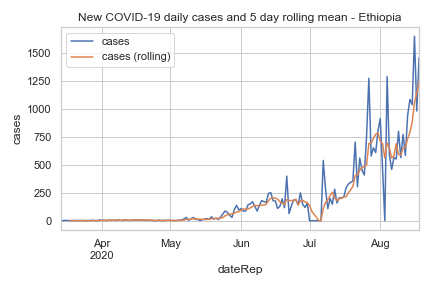 New COVID-19 daily cases and 5 day rolling mean - Ethiopia
cases
cases (rolling)
cases
1500
1250
1000
750
500
250
0
Apr
2020
May
Jun
Jul
Aug
dateRep